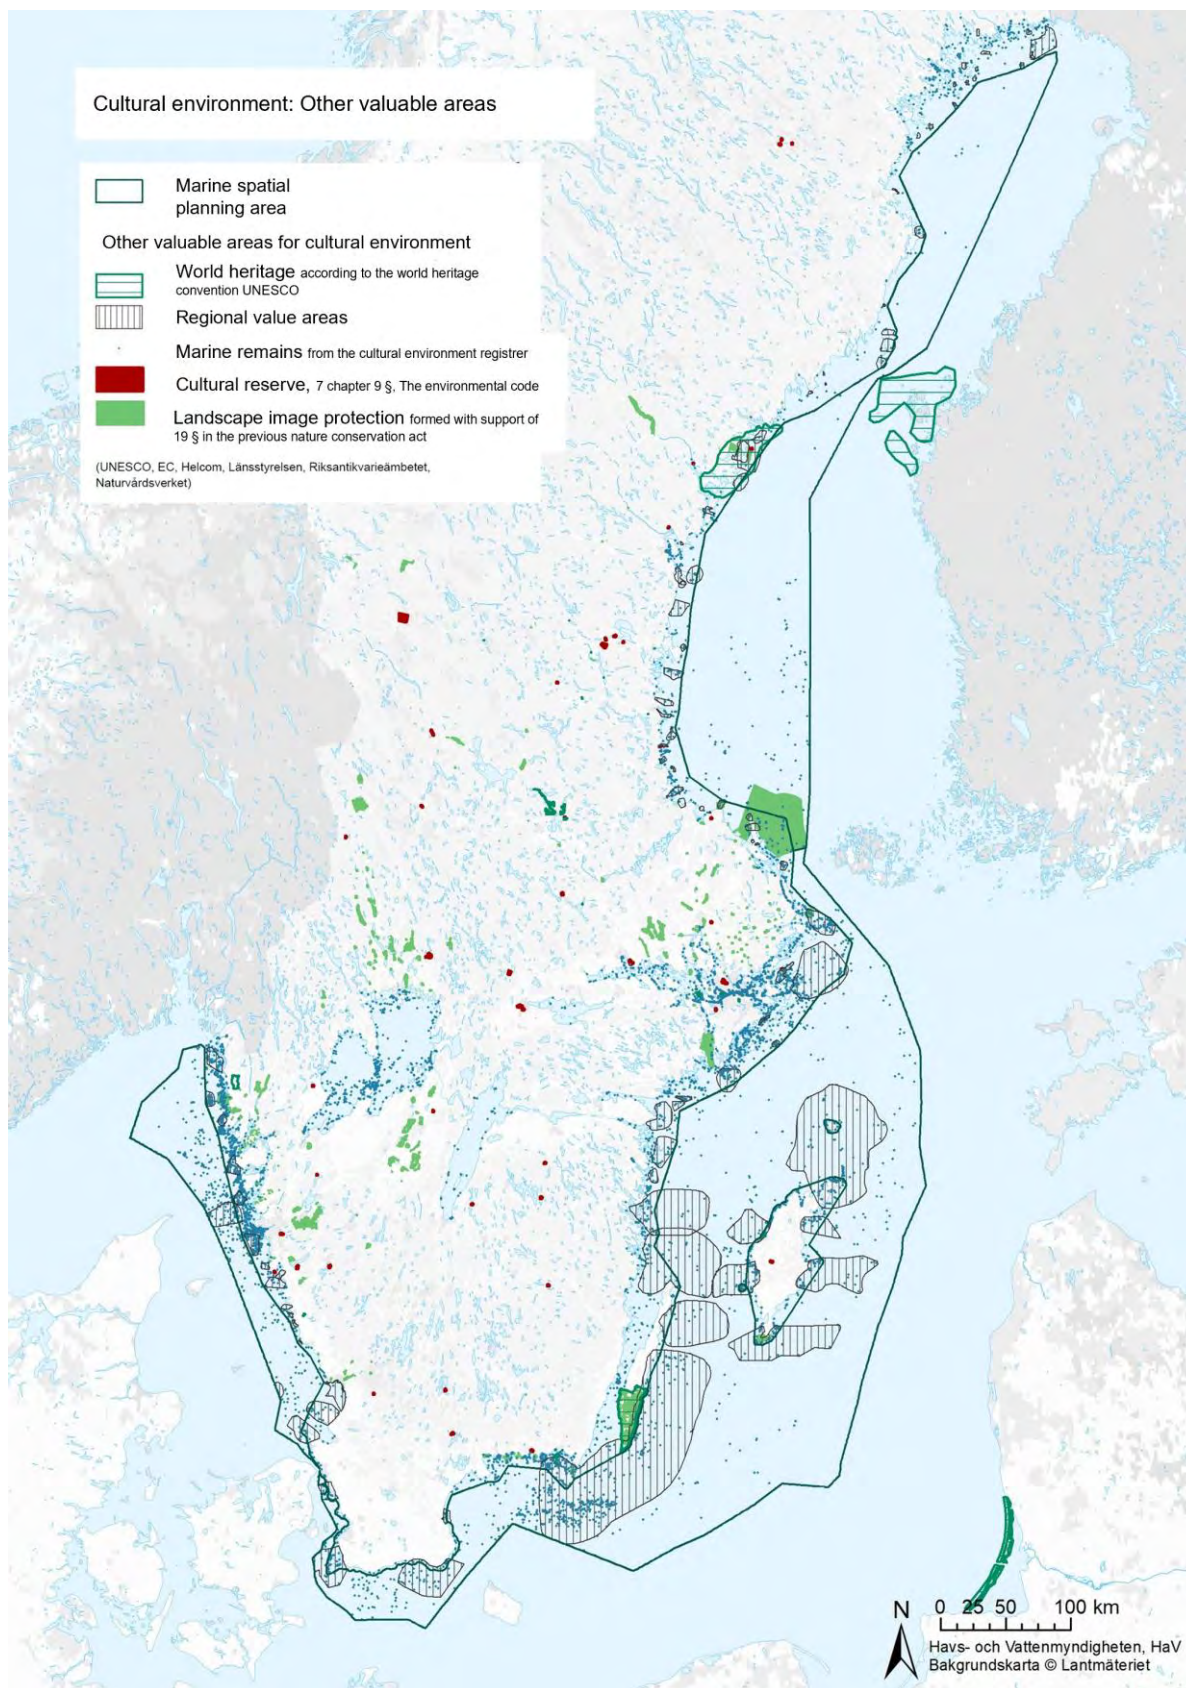 Cultural environment: Other valuable areas
Marine spatial
planning area
Other valuable areas for cultural environment
World heritage according to the world heritage
convention UNESCO
Regional value areas
Marine remains from the cultural environment registrer
Cultural reserve, 7 chapter 9 §, The environmental code
Landscape image protection formed with support of
19 § in the previous nature conservation act
(UNESCO, EC, Helcom, Länsstyrelsen, Riksantikvarieämbetet,
Naturvårdsverket)
N
0 25 50 100 km
Havs- och Vattenmyndigheten, HaV
Bakgrundskarta © Lantmäteriet